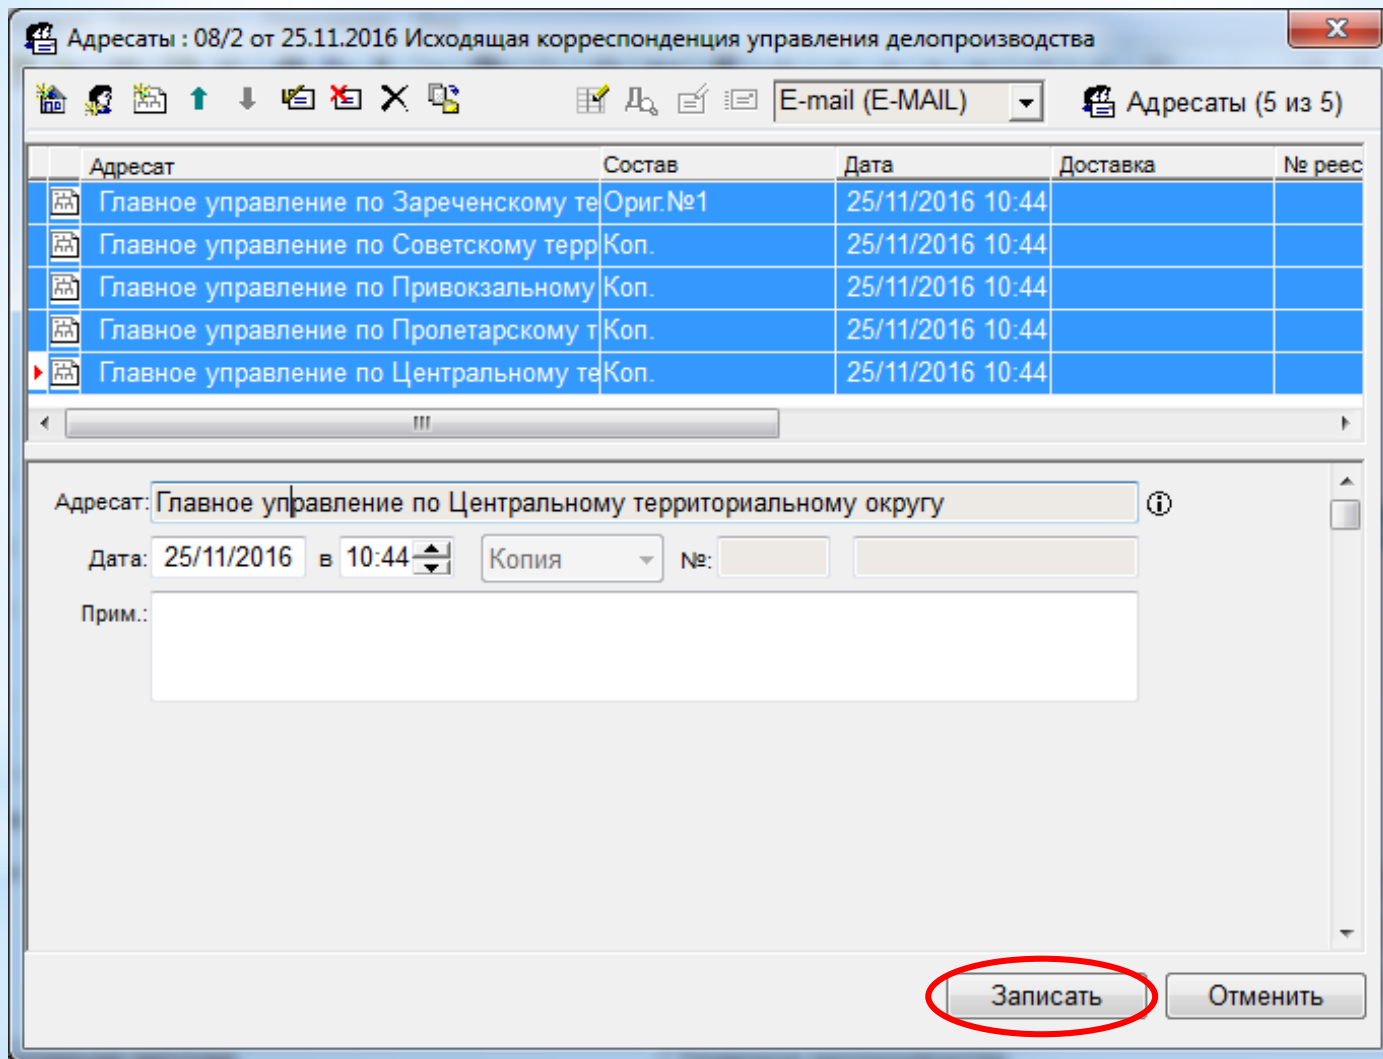 Адресаты : 08/2 от 25.11.2016 Исходящая корреспонденция управления делопроизводства
E-mail (E-MAIL) Адресаты (5 из 5)
Адресат Состав Дата Доставка № реес
Главное управление по Зареченскому те Ориг.№1 25/11/2016 10:44
Главное управление по Советскому терр Коп. 25/11/2016 10:44
Главное управление по Привокзальному Коп. 25/11/2016 10:44
Главное управление по Пролетарскому т Коп. 25/11/2016 10:44
Главное управление по Центральному те Коп. 25/11/2016 10:44
Адресат: Главное управление по Центральному территориальному округу
Дата: 25/11/2016 в 10:44 Копия №:
Прим.:
Записать Отменить